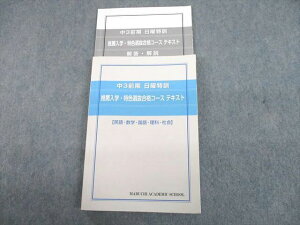 中3前期 日曜特訓
推薦入学・特色選抜合格コース テキスト
解答・解説
中3前期 日曜特訓
推薦入学・特色選抜合格コース テキスト
【英語・数学・国語・理科・社会】
MABUCHI ACADEMIC SCHOOL